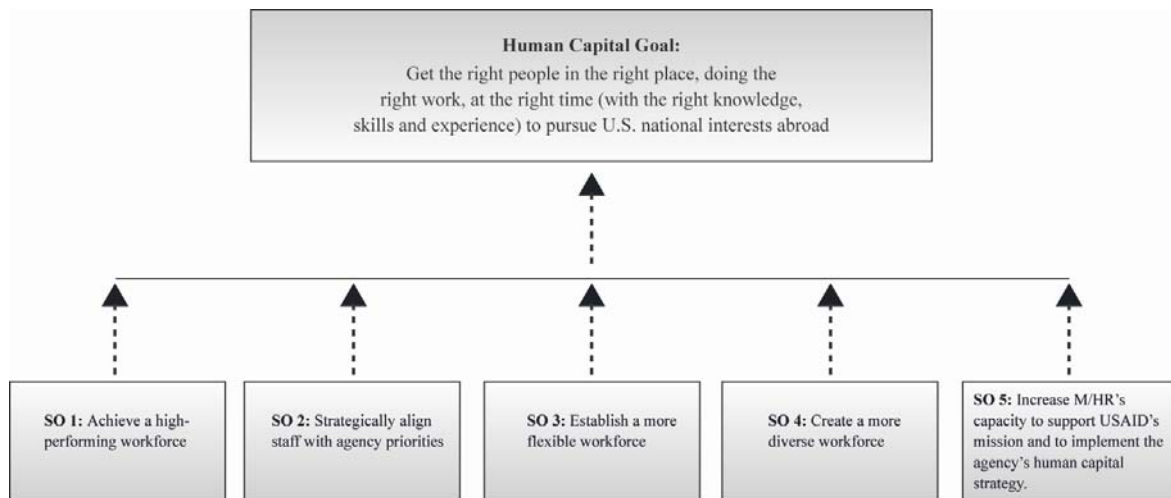 Human Capital Goal:
Get the right people in the right place, doing the
right work, at the right time (with the right knowledge,
skills and experience) to pursue U.S. national interests abroad
SO 1: Achieve a high-
performing workforce
SO 2: Strategically align
staff with agency priorities
SO 3: Establish a more
flexible workforce
SO 4: Create a more
diverse workforce
SO 5: Increase M/HR's
capacity to support USAID's
mission and to implement the
agency's human capital
strategy.